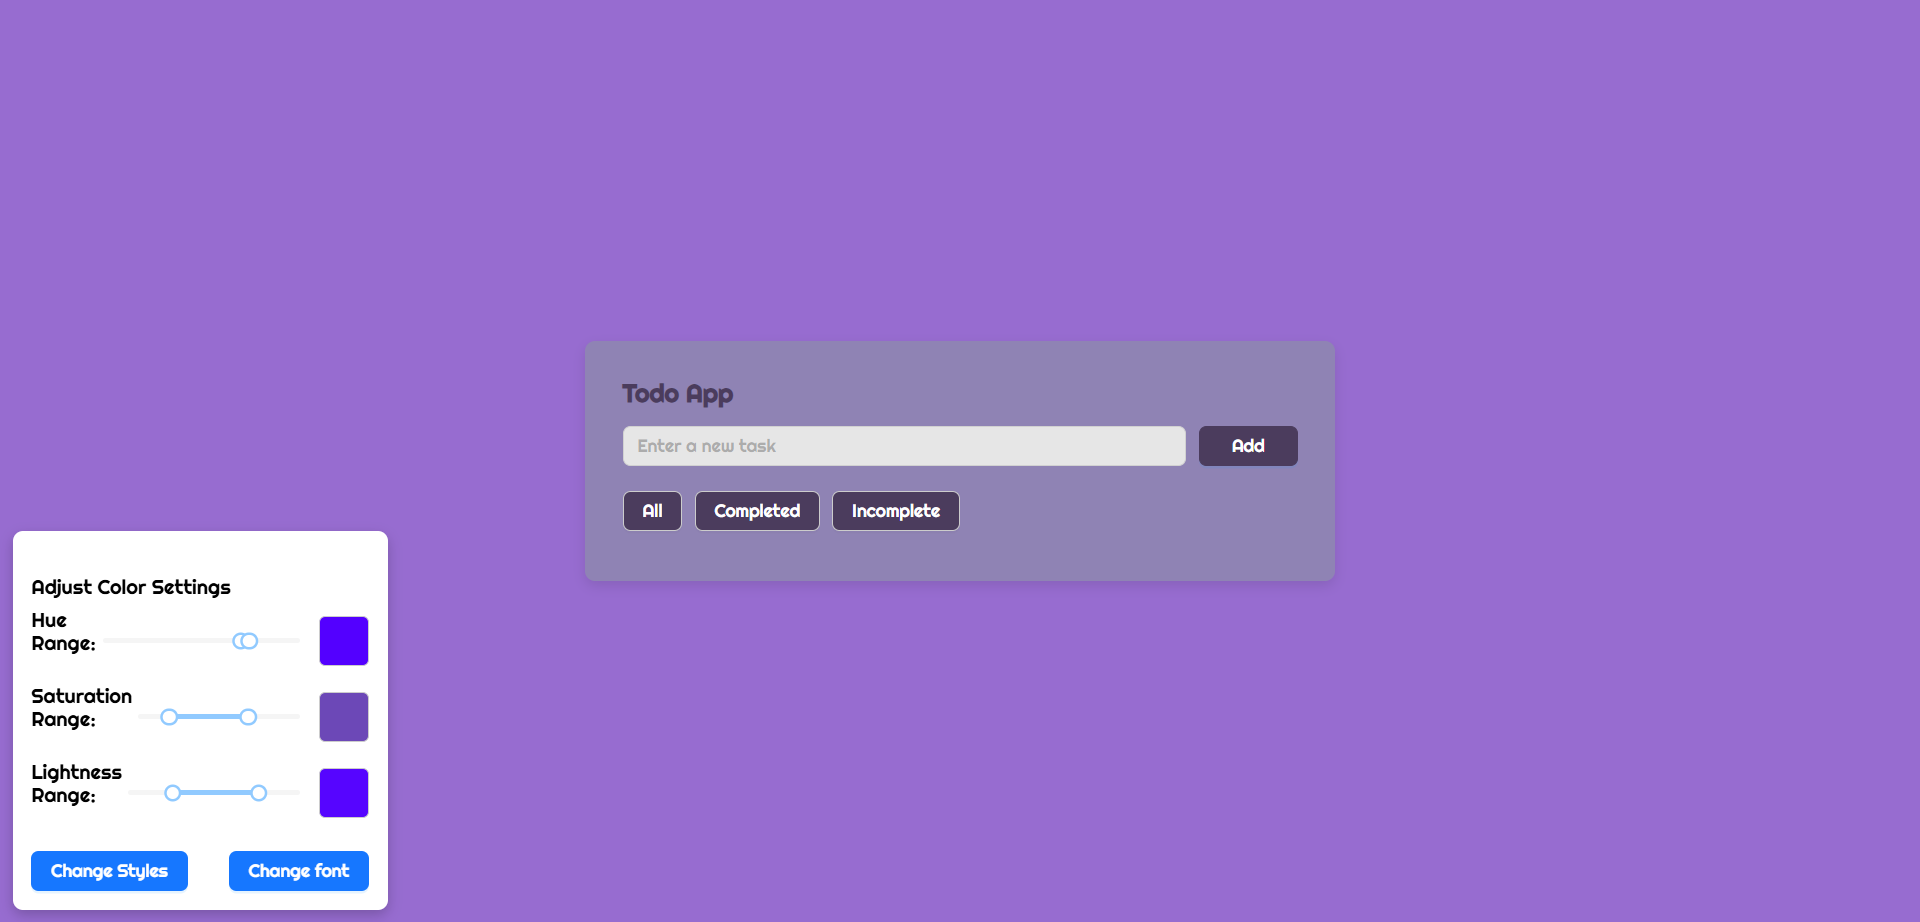 Todo App
Enter a new task
Add
All
Completed
Incomplete
Adjust Color Settings
Hue
Range:
Saturation
Range:
Lightness
Range:
Change Styles
Change font